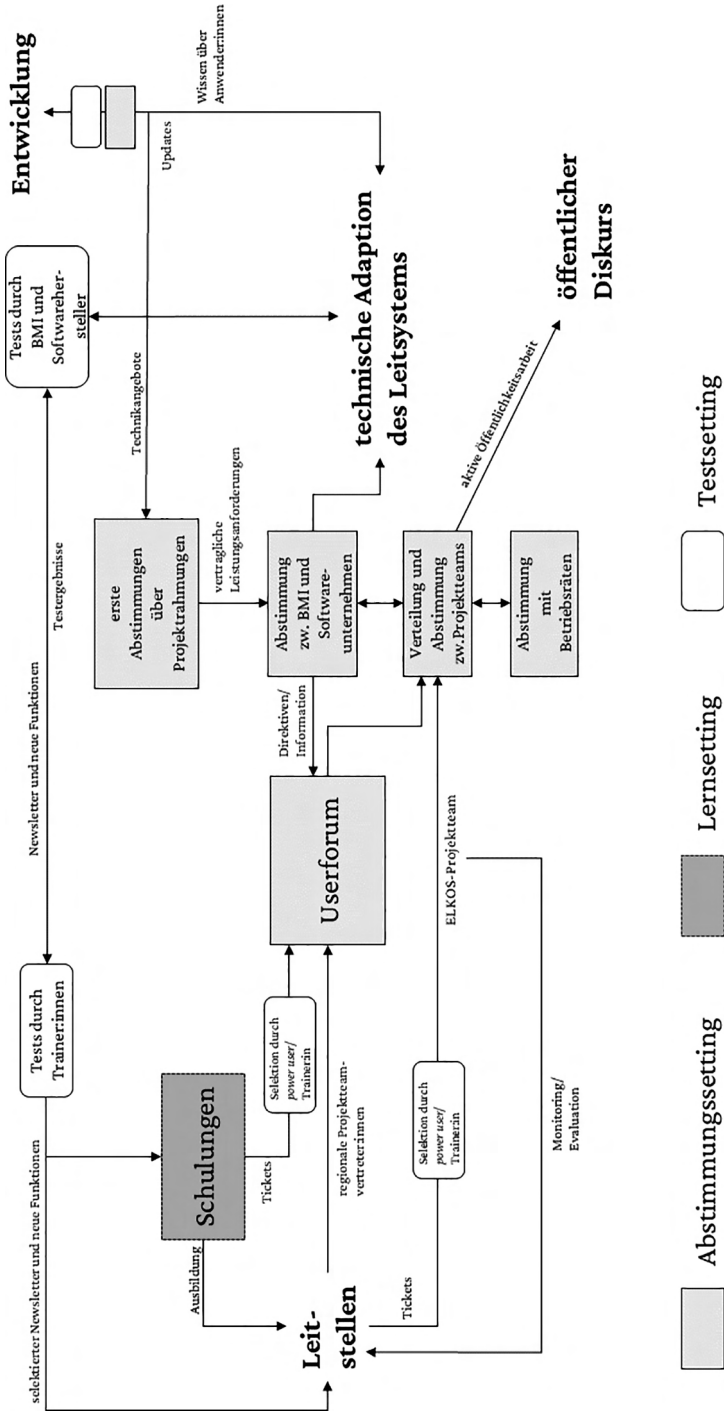 Entwicklung
Wissen über
Anwender:innen
Updates
Tests durch
BMI und
Softwareher-
steller
technische Adaption
des Leitsystems
öffentlicher
Diskurs
Technikangebote
aktive Öffentlichkeitsarbeit
Newsletter und neue Funktionen
Testergebnisse
erste
Abstimmungen
über
Projektrahmungen
vertragliche
Leistungsanforderungen
Abstimmung
zw. BMI und
Software-
unternehmen
Verteilung und
Abstimmung
zw.Projektteams
Abstimmung
mit
Betriebsräten
Direktiven/
Information
Userforum
ELKOS-Projektteam
Tests durch
Trainer:innen
Selektion durch
power user/
Trainer:in
Selektion durch
power user/
Trainer:in
Schulungen
Tickets
regionale Projektteam-
vertreter:innen
Monitoring/
Evaluation
selektierter Newsletter und neue Funktionen
Ausbildung
Leit-
stellen
Tickets
Abstimmungssetting
Lernsetting
Testsetting